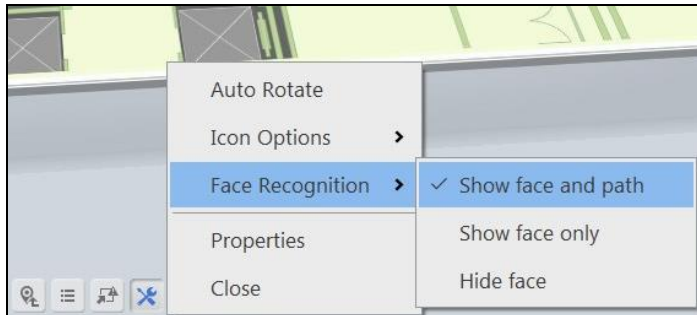 Auto Rotate
Icon Options
Face Recognition
Show face and path
Show face only
Hide face
Properties
Close